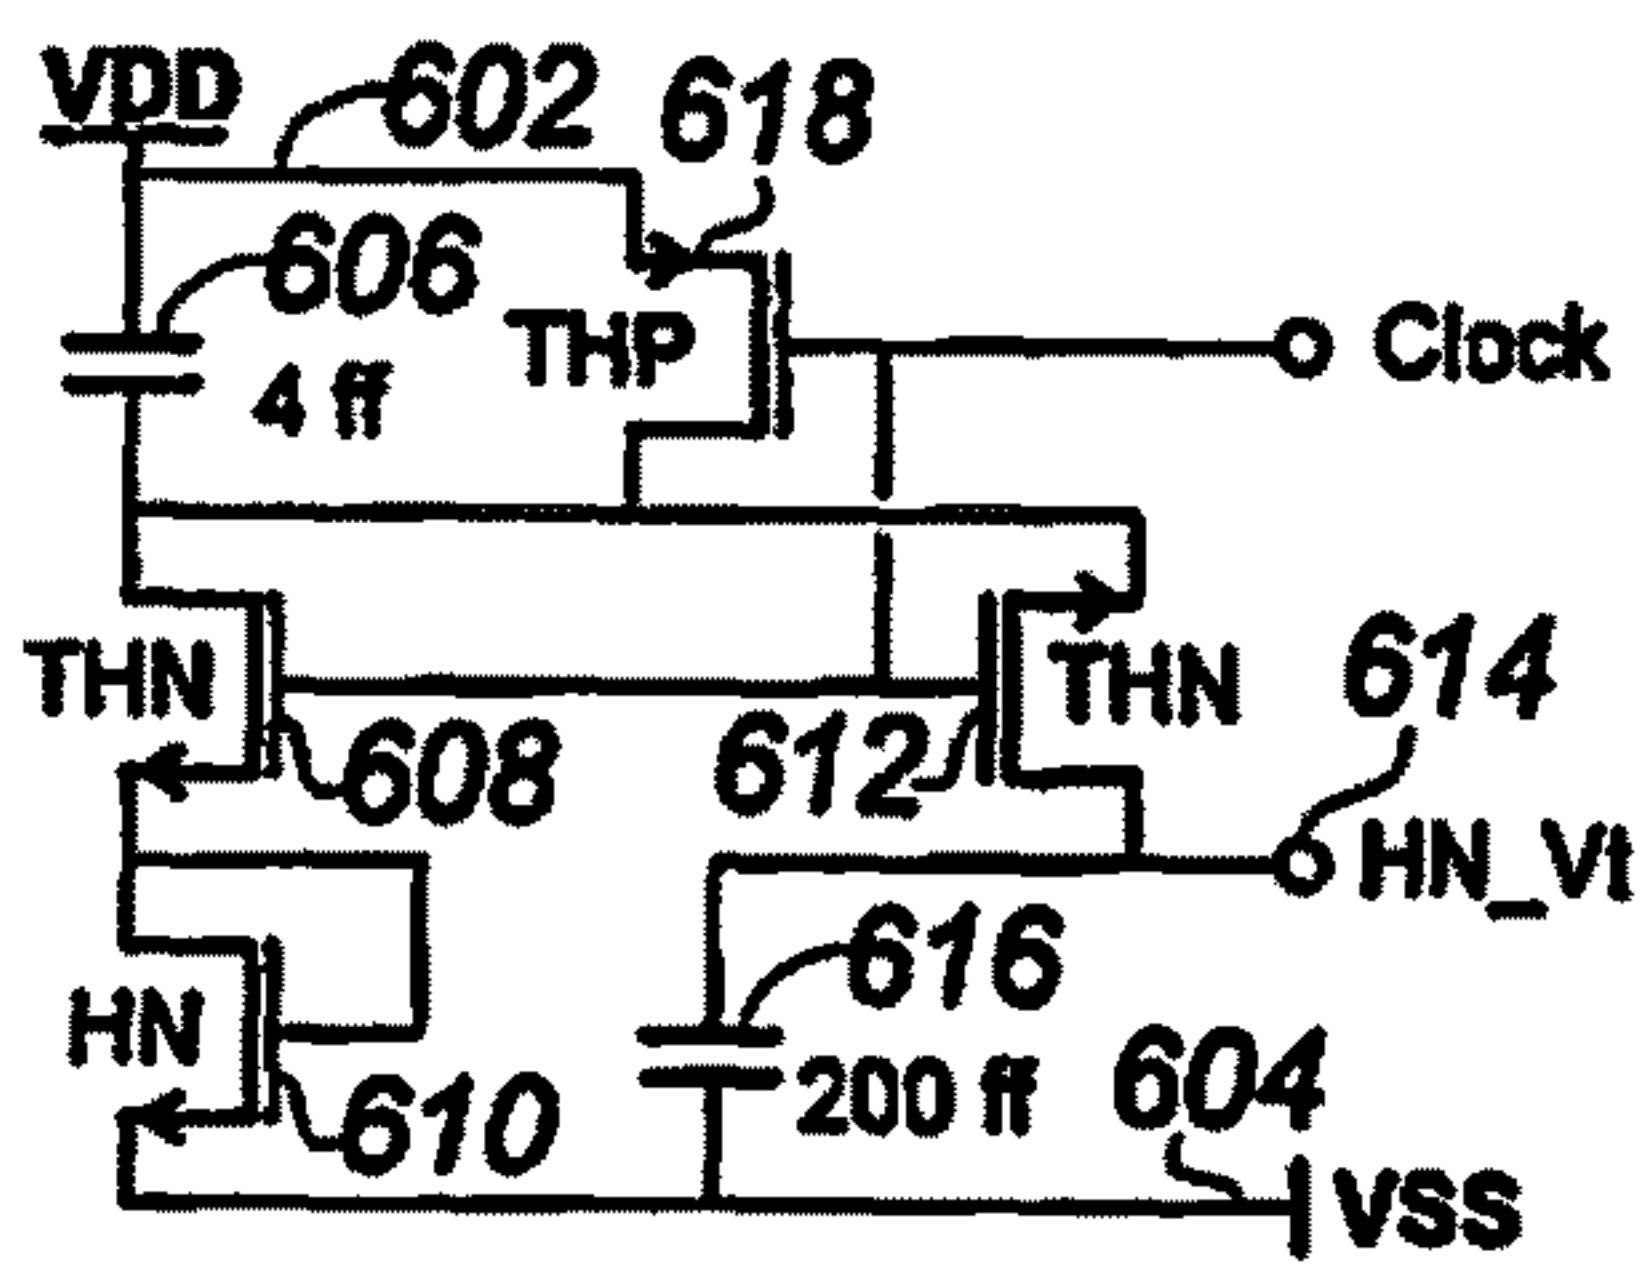 VDD
602
618
606
THP
Clock
4 ff
THN
608
612
THN
614
HN_Vt
HN
610
616
200 ff
604
VSS